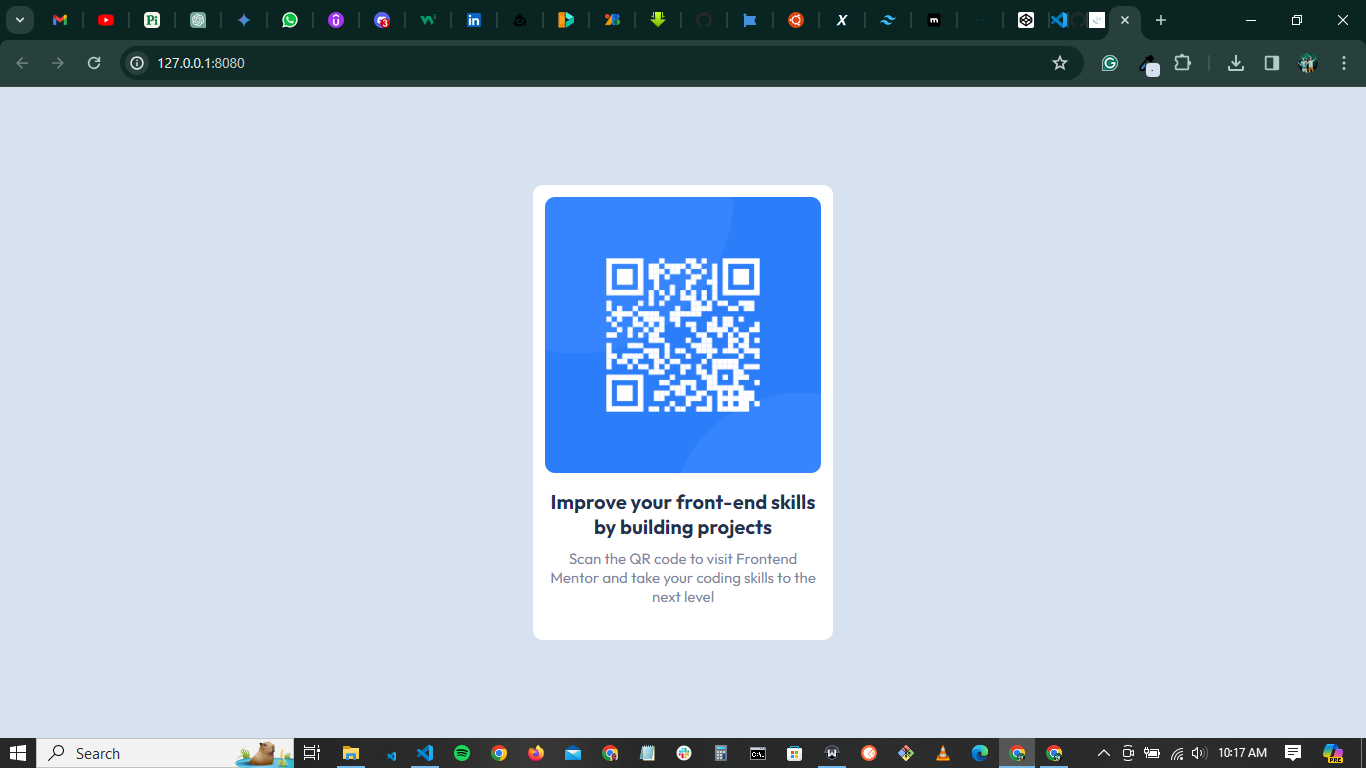 127.0.0.1:8080
Improve your front-end skills
by building projects
Scan the QR code to visit Frontend
Mentor and take your coding skills to the
next level
Search
10:17 AM
PRE